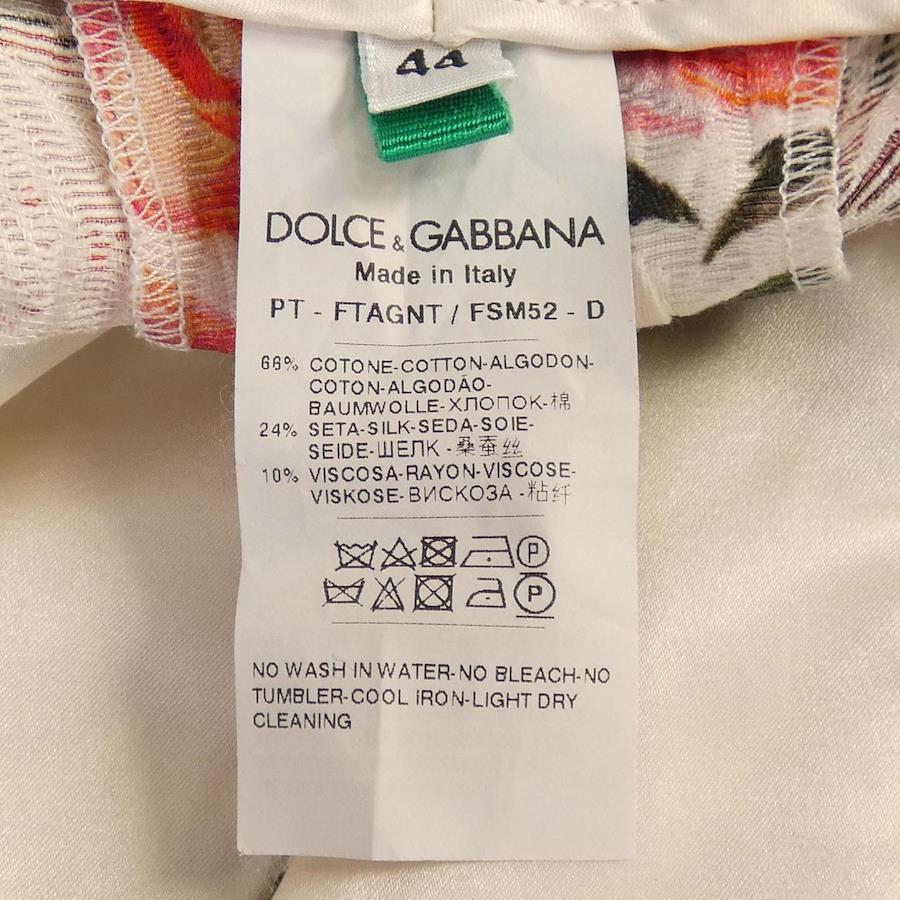 44
DOLCE & GABBANA
Made in Italy
PT - FTAGNT / FSM52 - D
66% COTONE-COTTON-ALGODON-
COTON-ALGODÃO-
BAUMWOLLE-ХЛОПОК-棉
24% SETA-SILK-SEDA-SOIE-
SEIDE-ШЕЛК-桑蚕丝
10% VISCOSA-RAYON-VISCOSE-
VISKOSE-ВИСКОЗА-粘纤
P
P
NO WASH IN WATER-NO BLEACH-NO
TUMBLER-COOL IRON-LIGHT DRY
CLEANING